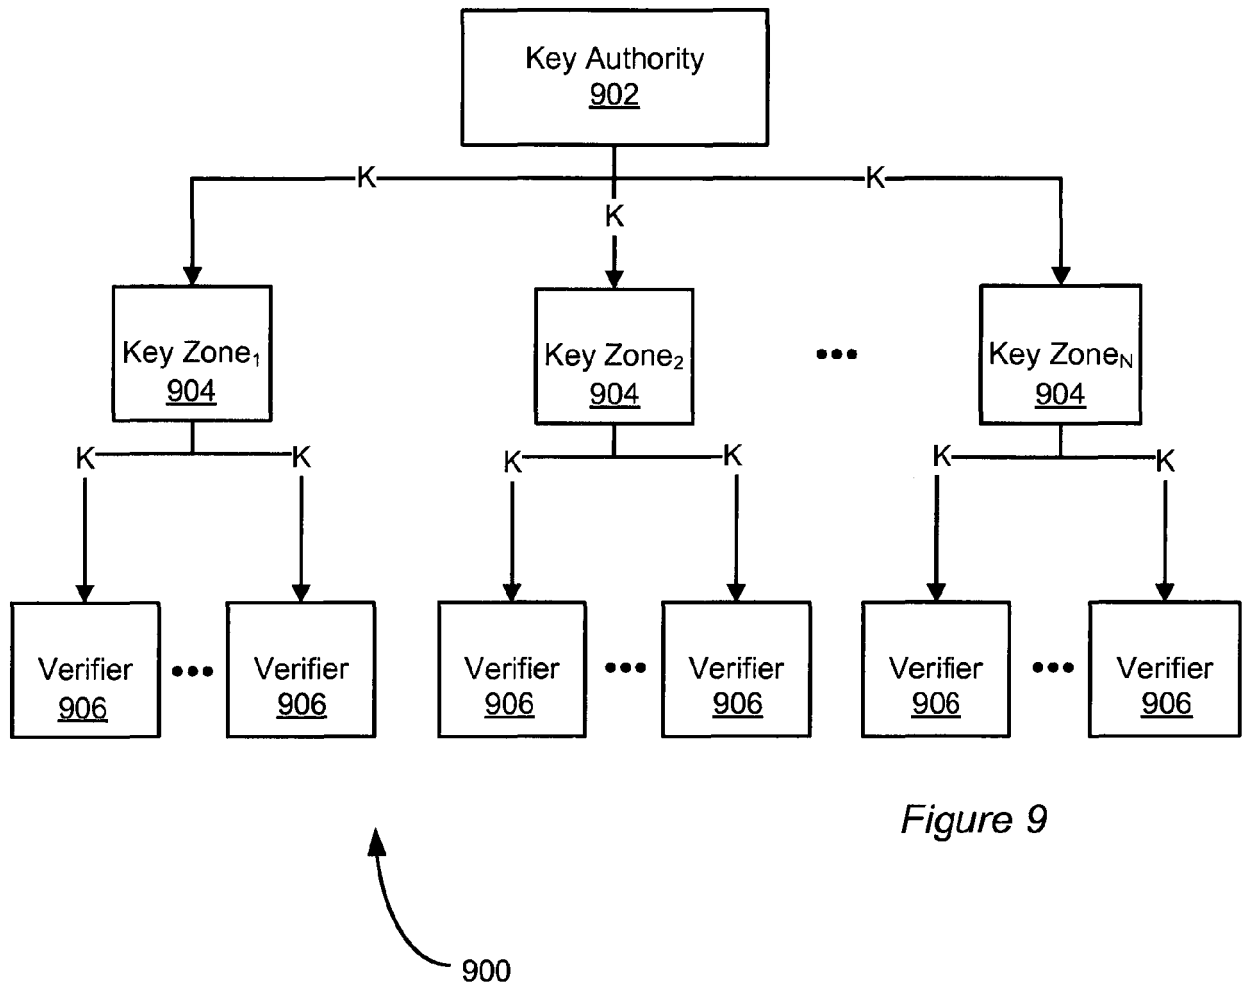 Key Authority
902
K K
K
Key Zone₁ Key Zone₂ ••• Key Zoneₙ
904 904 904
K K K K K K
Verifier ••• Verifier Verifier ••• Verifier Verifier ••• Verifier
906 906 906 906 906 906
Figure 9
900